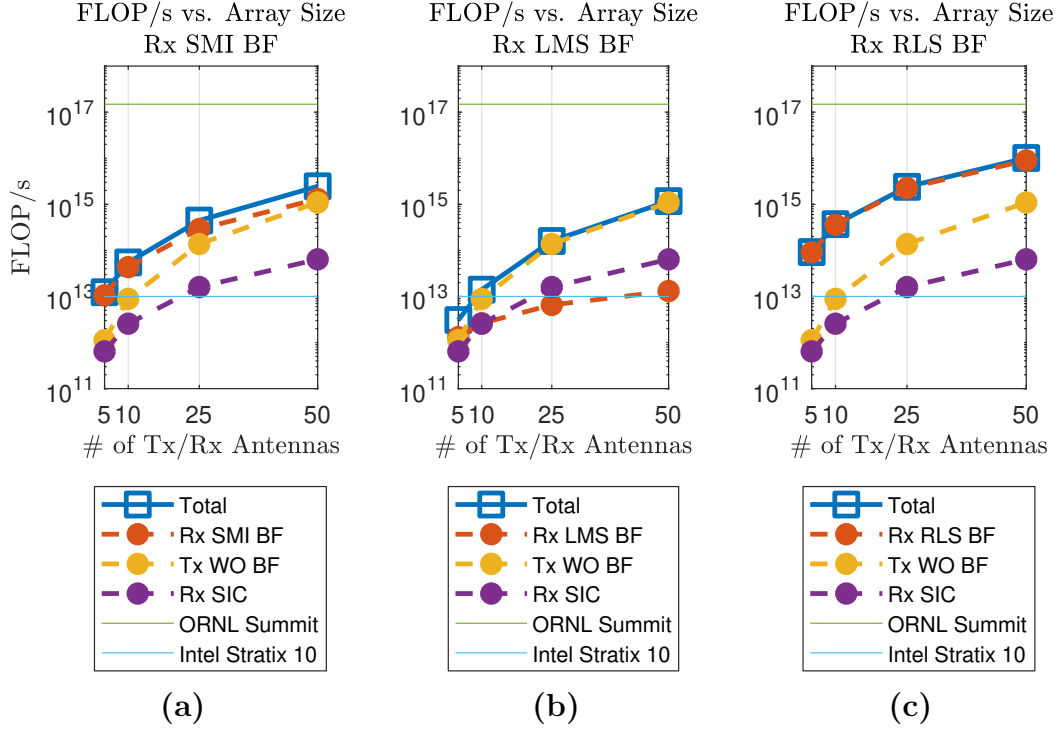 FLOP/s vs. Array Size
Rx SMI BF
FLOP/s
10^17
10^15
10^13
10^11
5 10 25 50
# of Tx/Rx Antennas
Total
Rx SMI BF
Tx WO BF
Rx SIC
ORNL Summit
Intel Stratix 10
(a)
FLOP/s vs. Array Size
Rx LMS BF
10^17
10^15
10^13
10^11
5 10 25 50
# of Tx/Rx Antennas
Total
Rx LMS BF
Tx WO BF
Rx SIC
ORNL Summit
Intel Stratix 10
(b)
FLOP/s vs. Array Size
Rx RLS BF
10^17
10^15
10^13
10^11
5 10 25 50
# of Tx/Rx Antennas
Total
Rx RLS BF
Tx WO BF
Rx SIC
ORNL Summit
Intel Stratix 10
(c)